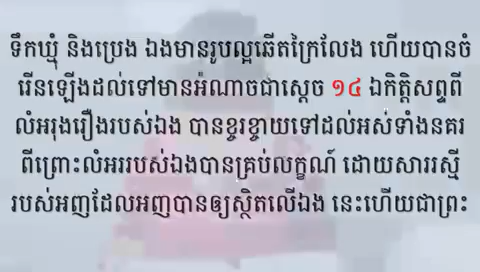 ទឹកឃ្មុំ និងប្រេង ឯងមានរូបល្អឆើតក្រៃលែង ហើយបានចំ
រើនឡើងដល់ទៅមានអំណាចជាស្តេច ១៤ ឯកិត្តិសព្ទពី
លំអរុងរឿងរបស់ឯង បានខ្ចរខ្ចាយទៅដល់អស់ទាំងនគរ
ពីព្រោះលំអររបស់ឯងបានគ្រប់លក្ខណ៍ ដោយសាររស្មី
របស់អញដែលអញបានឲ្យស្ថិតលើឯង នេះហើយជាព្រះ